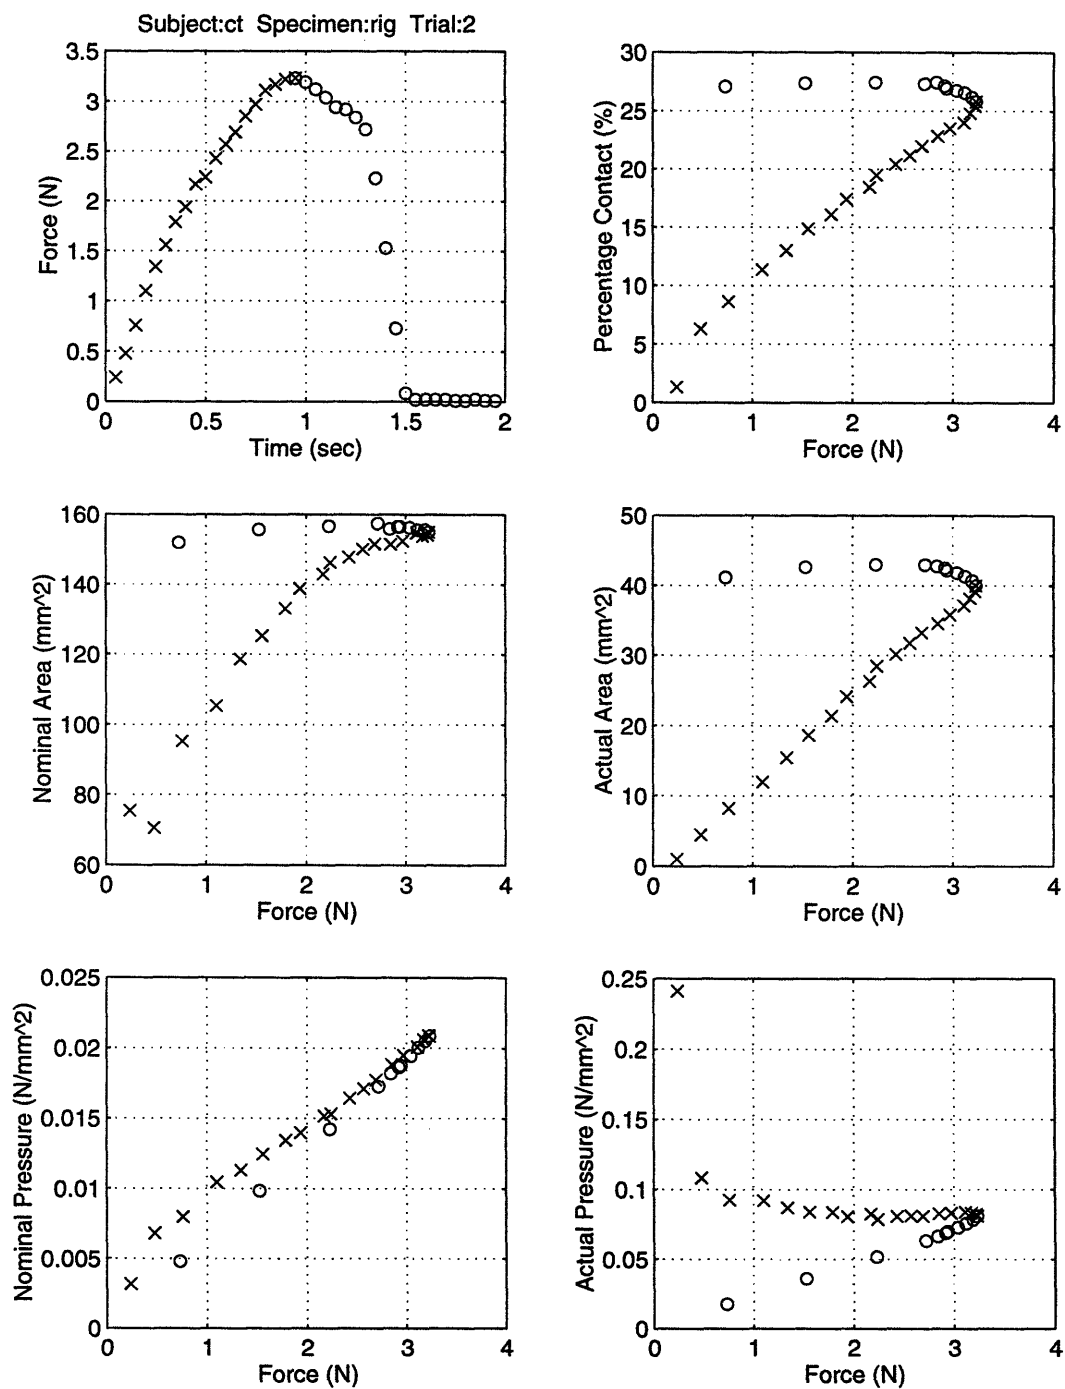 Subject:ct Specimen:rig Trial:2
Force (N)
3.5
3
2.5
2
1.5
1
0.5
0
0 0.5 1 1.5 2
Time (sec)
Percentage Contact (%)
30
25
20
15
10
5
0
0 1 2 3 4
Force (N)
Nominal Area (mm^2)
160
140
120
100
80
60
0 1 2 3 4
Force (N)
Actual Area (mm^2)
50
40
30
20
10
0
0 1 2 3 4
Force (N)
Nominal Pressure (N/mm^2)
0.025
0.02
0.015
0.01
0.005
0
0 1 2 3 4
Force (N)
Actual Pressure (N/mm^2)
0.25
0.2
0.15
0.1
0.05
0
0 1 2 3 4
Force (N)